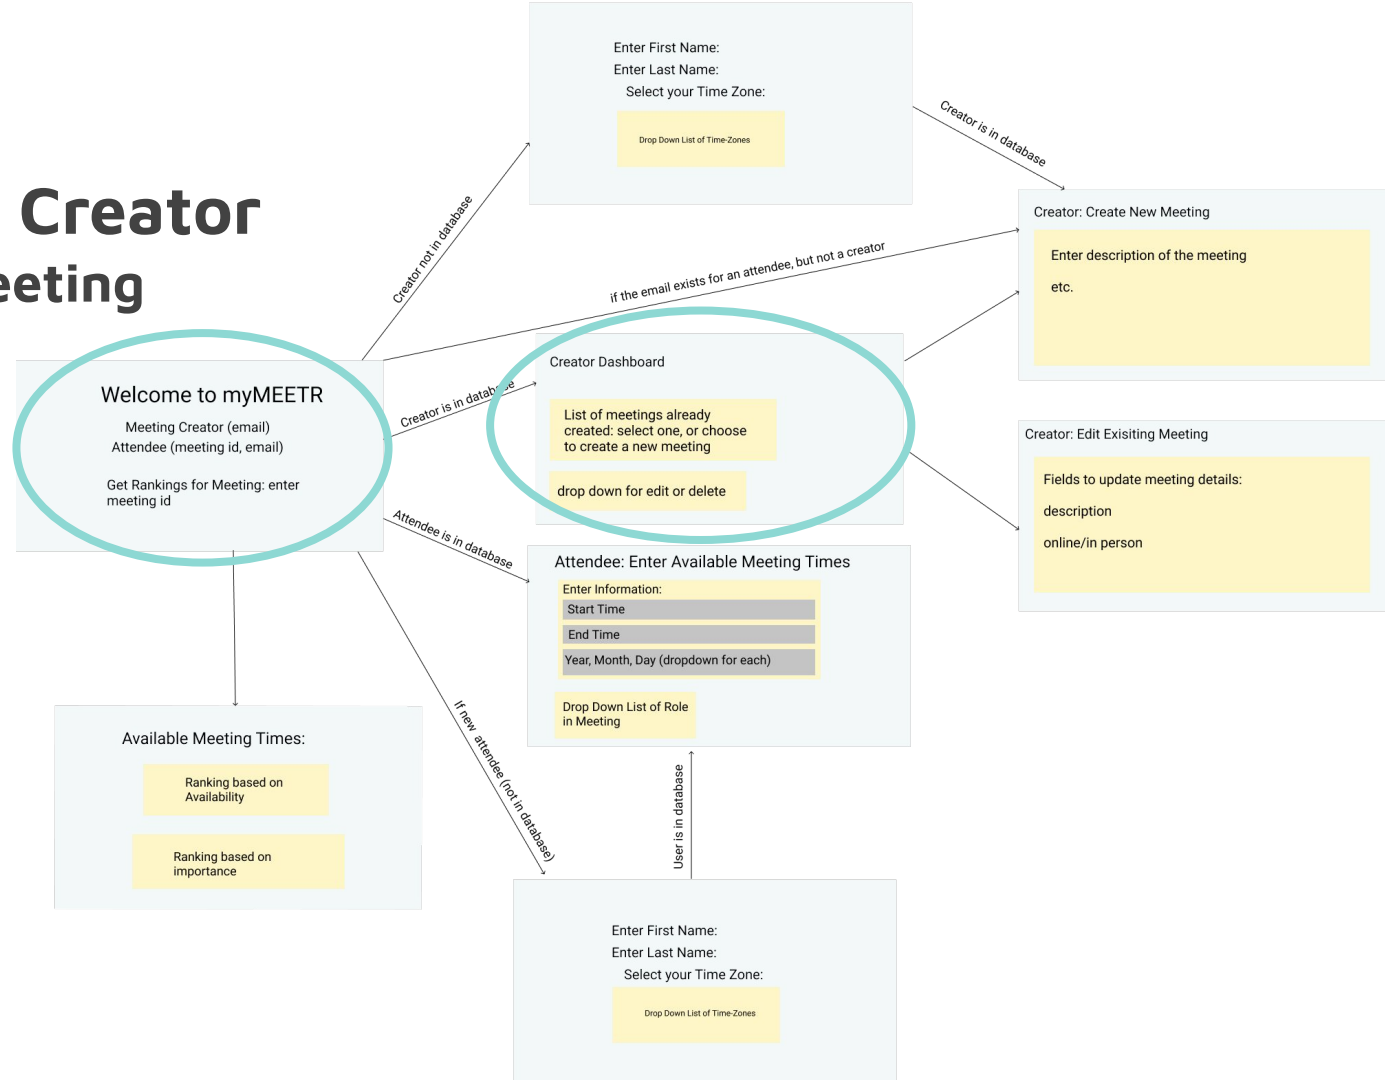 Creator
eeting
Enter First Name:
Enter Last Name:
Select your Time Zone:
Drop Down List of Time-Zones
Creator is in database
Creator not in database
if the email exists for an attendee, but not a creator
Creator: Create New Meeting
Enter description of the meeting
etc.
Welcome to myMEETR
Meeting Creator (email)
Attendee (meeting id, email)
Get Rankings for Meeting: enter
meeting id
Creator is in database
Creator Dashboard
List of meetings already
created: select one, or choose
to create a new meeting
drop down for edit or delete
Creator: Edit Exisiting Meeting
Fields to update meeting details:
description
online/in person
Attendee is in database
Attendee: Enter Available Meeting Times
Enter Information:
Start Time
End Time
Year, Month, Day (dropdown for each)
Drop Down List of Role
in Meeting
Available Meeting Times:
Ranking based on
Availability
Ranking based on
importance
If new attendee (not in database)
User is in database
Enter First Name:
Enter Last Name:
Select your Time Zone:
Drop Down List of Time-Zones